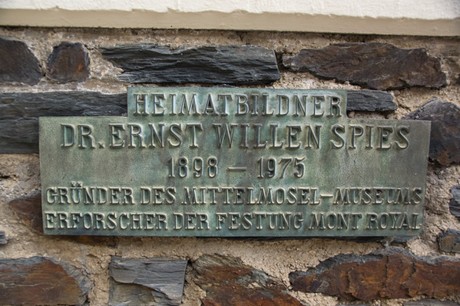 HEIMATBILDNER
DR. ERNST WILLEN SPIES
1898 – 1975
GRÜNDER DES MITTELMOSEL-MUSEUMS
ERFORSCHER DER FESTUNG MONT ROYAL